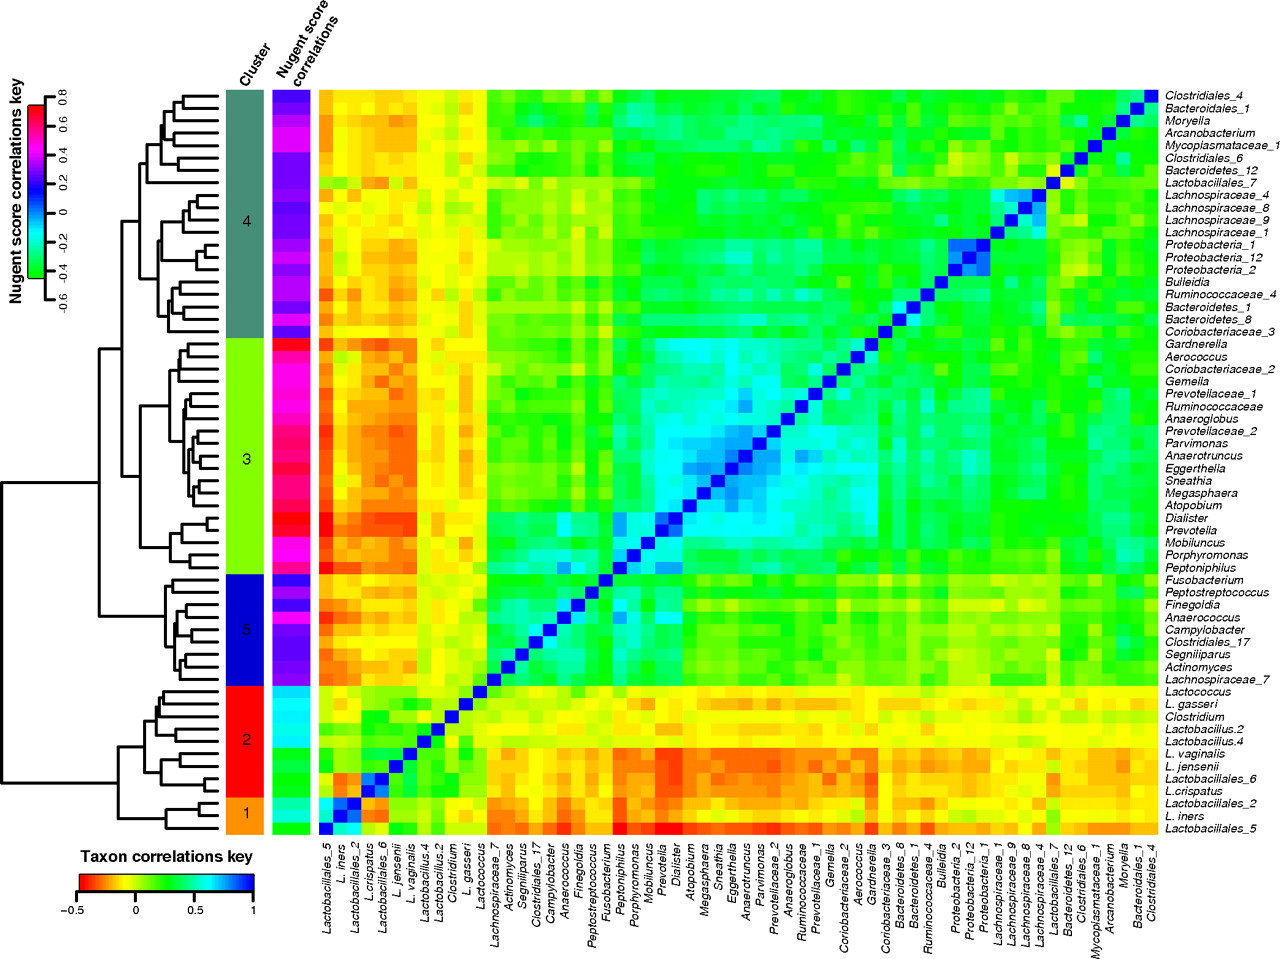 Nugent score correlations key
0.8
0.6
0.4
0.2
0
-0.2
-0.4
-0.6
Cluster
Nugent score
correlations
4
3
5
2
1
Clostridiales_4
Bacteroidales_1
Moryella
Arcanobacterium
Mycoplasmataceae_1
Clostridiales_6
Bacteroidetes_12
Lactobacillales_7
Lachnospiraceae_4
Lachnospiraceae_8
Lachnospiraceae_9
Lachnospiraceae_1
Proteobacteria_1
Proteobacteria_12
Proteobacteria_2
Bulleidia
Ruminococcaceae_4
Bacteroidetes_1
Bacteroidetes_8
Coriobacteriaceae_3
Gardnerella
Aerococcus
Coriobacteriaceae_2
Gemella
Prevotellaceae_1
Ruminococcaceae
Anaeroglobus
Prevotellaceae_2
Parvimonas
Anaerotruncus
Eggerthelia
Sneathia
Megasphaera
Atopobium
Dialister
Prevotella
Mobiluncus
Porphyromonas
Peptoniphilus
Fusobacterium
Peptostreptococcus
Finegoldia
Anaerococcus
Campylobacter
Clostridiales_17
Segniliparus
Actinomyces
Lachnospiraceae_7
Lactococcus
L. gasseri
Clostridium
Lactobacillus.2
Lactobacillus.4
L. vaginalis
L. jensenii
Lactobacillales_6
L.crispatus
Lactobacillales_2
L. iners
Lactobacillales_5
Lactobacillales_5
L. iners
Lactobacillales_2
L.crispatus
Lactobacillales_6
L. jensenii
L. vaginalis
Lactobacillus.4
Lactobacillus.2
Clostridium
L. gasseri
Lactococcus
Lachnospiraceae_7
Actinomyces
Segniliparus
Clostridiales_17
Campylobacter
Anaerococcus
Finegoldia
Peptostreptococcus
Fusobacterium
Peptoniphilus
Porphyromonas
Mobiluncus
Prevotella
Dialister
Atopobium
Megasphaera
Sneathia
Eggerthella
Anaerotruncus
Parvimonas
Prevotellaceae_2
Anaeroglobus
Ruminococcaceae
Prevotellaceae_1
Gemella
Coriobacteriaceae_2
Aerococcus
Gardnerella
Coriobacteriaceae_3
Bacteroidetes_8
Bacteroidetes_1
Ruminococcaceae_4
Bulleidia
Proteobacteria_2
Proteobacteria_12
Proteobacteria_1
Lachnospiraceae_1
Lachnospiraceae_9
Lachnospiraceae_8
Lachnospiraceae_4
Lactobacillales_7
Bacteroidetes_12
Clostridiales_6
Mycoplasmataceae_1
Arcanobacterium
Moryella
Bacteroidales_1
Clostridiales_4
Taxon correlations key
−0.5
0
0.5
1